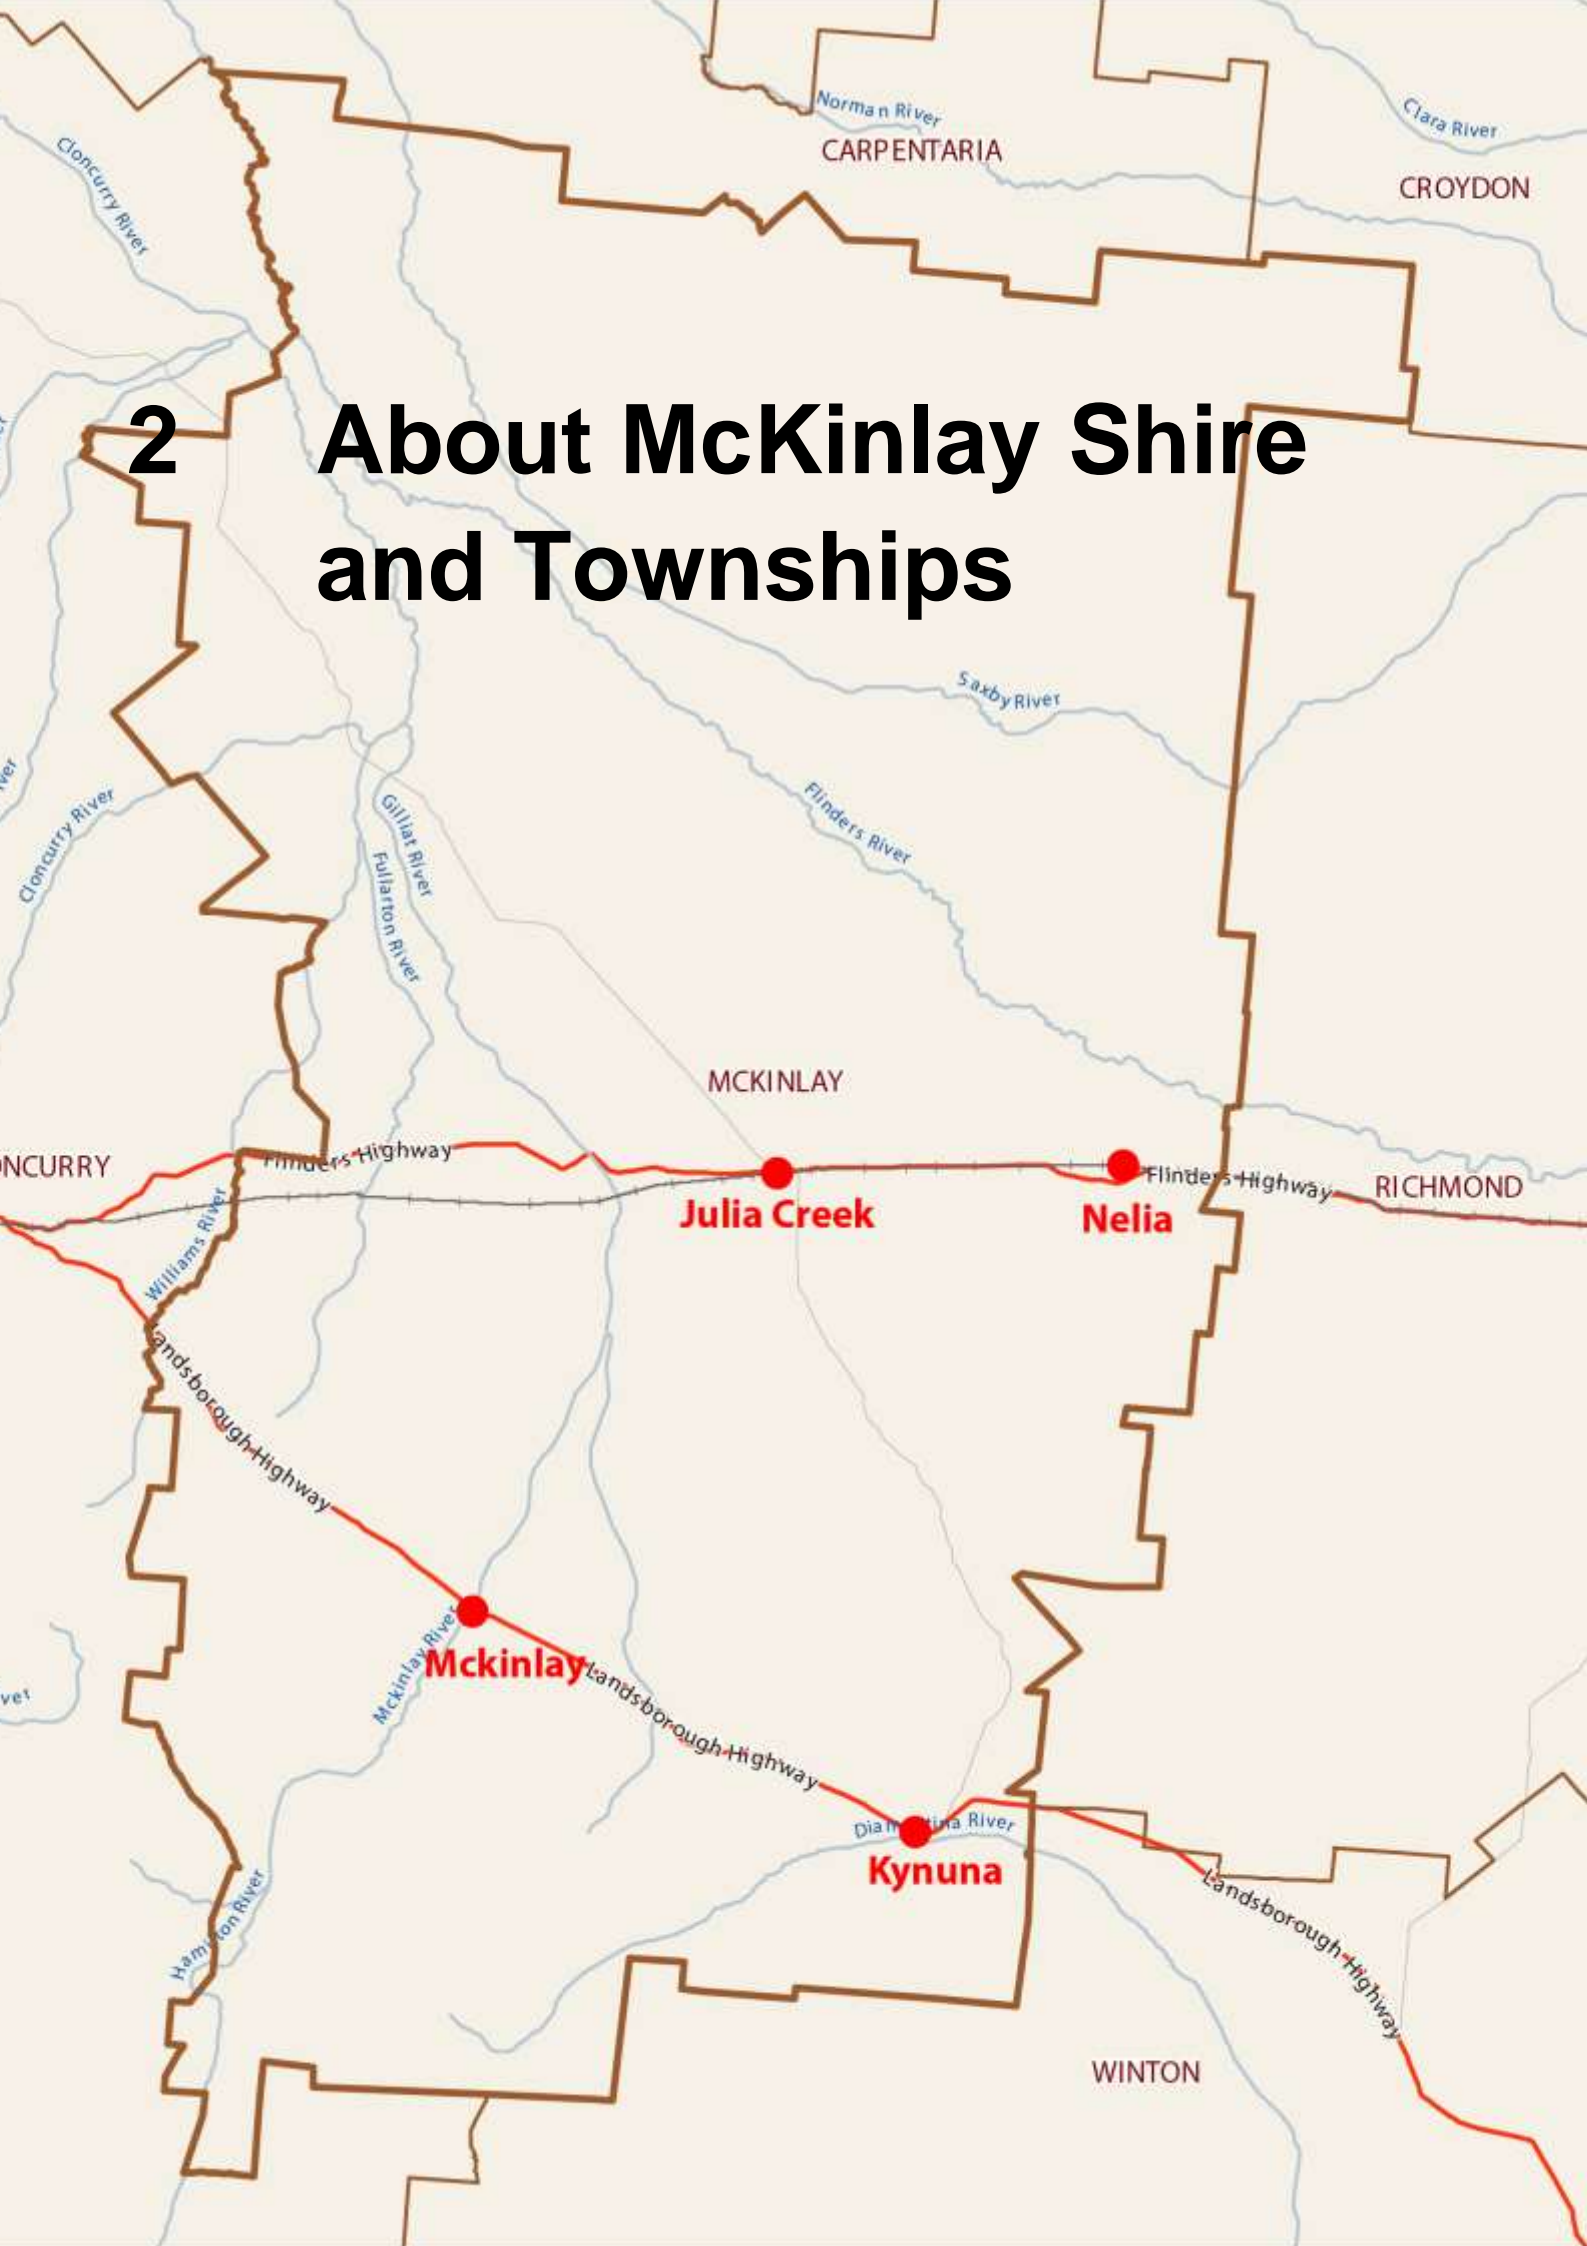 Norman River
Clara River
CARPENTARIA
Cloncurry River
CROYDON
2 About McKinlay Shire
and Townships
Saxby River
Flinders River
Cloncurry River
Gilliat River
Fullarton River
MCKINLAY
Flinders Highway
Flinders Highway
RICHMOND
Julia Creek
Nelia
Williams River
Landsborough Highway
Mckinlay River
Mckinlay
Landsborough Highway
Diamantina River
Kynuna
Landsborough Highway
Hamilton River
WINTON